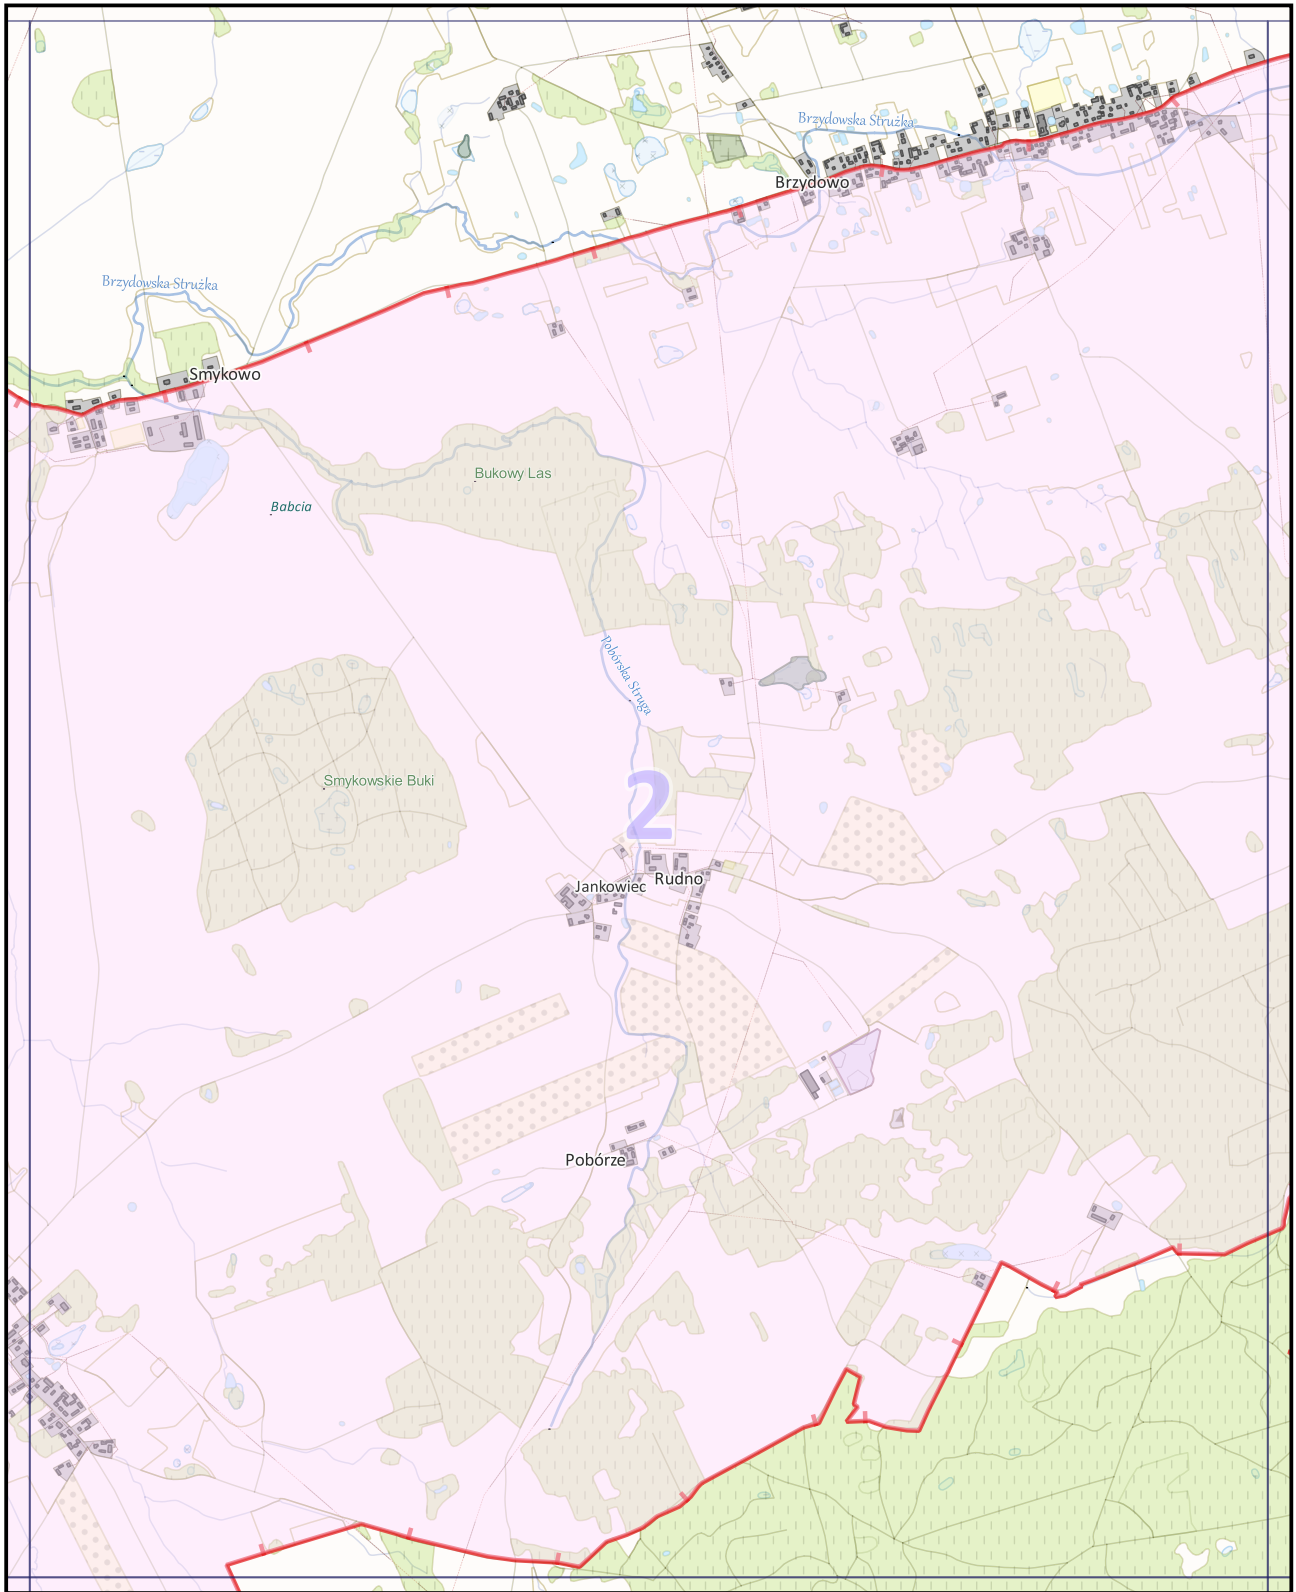 Brzydowska Strużka
Brzydowo
Brzydowska Strużka
Smykowo
Bukowy Las
Babcia
Pobórska Struga
Smykowskie Buki
2
Jankowiec
Rudno
Pobórze